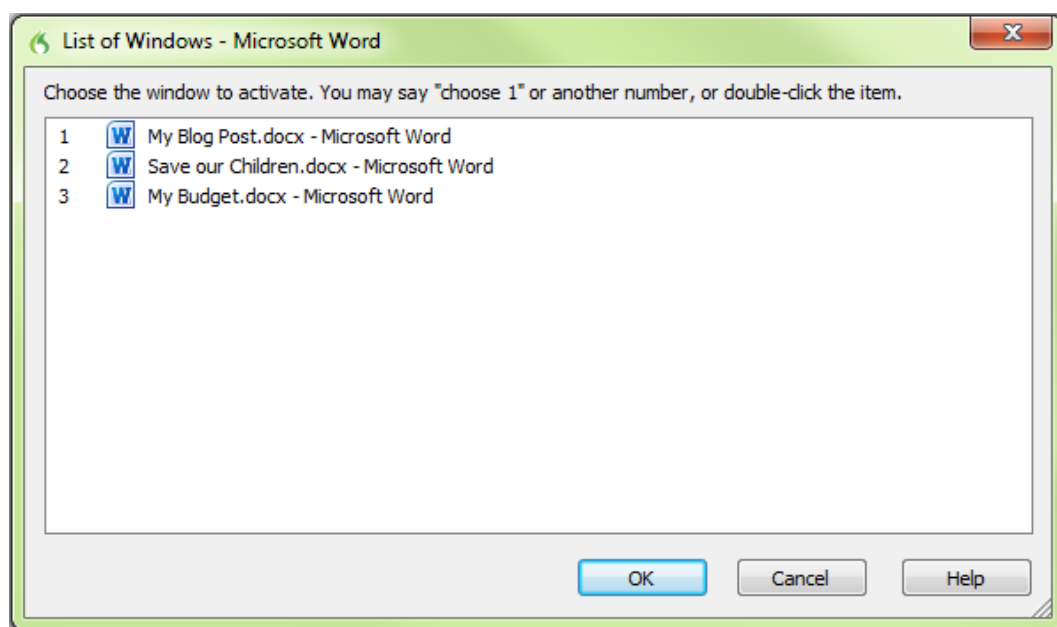 List of Windows - Microsoft Word
Choose the window to activate. You may say "choose 1" or another number, or double-click the item.
1 My Blog Post.docx - Microsoft Word
2 Save our Children.docx - Microsoft Word
3 My Budget.docx - Microsoft Word
OK Cancel Help